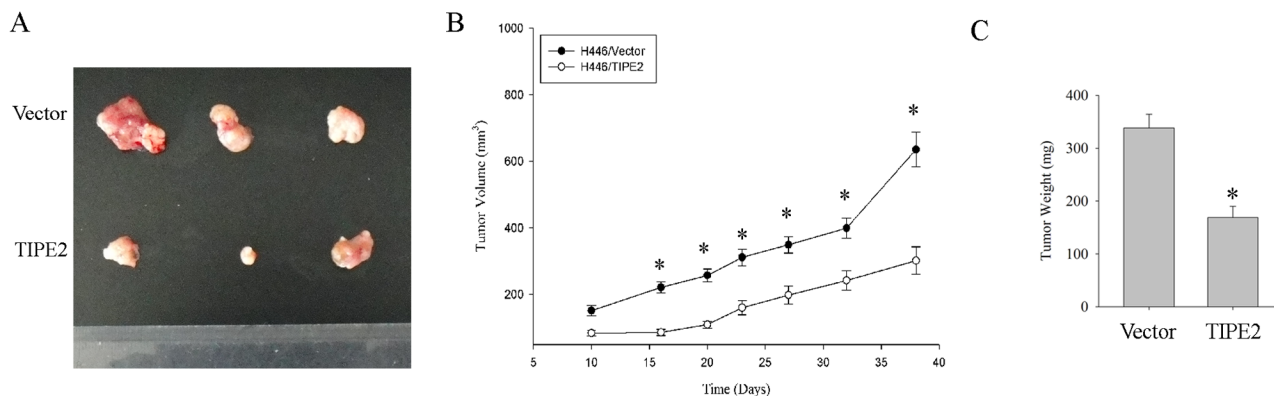 A
Vector
TIPE2
B
1000
800
600
400
200
Tumor Volume (mm³)
H446/Vector
H446/TIPE2
*
*
*
*
*
*
5
10
15
20
25
30
35
40
Time (Days)
C
400
300
200
100
0
Tumor Weight (mg)
*
Vector
TIPE2